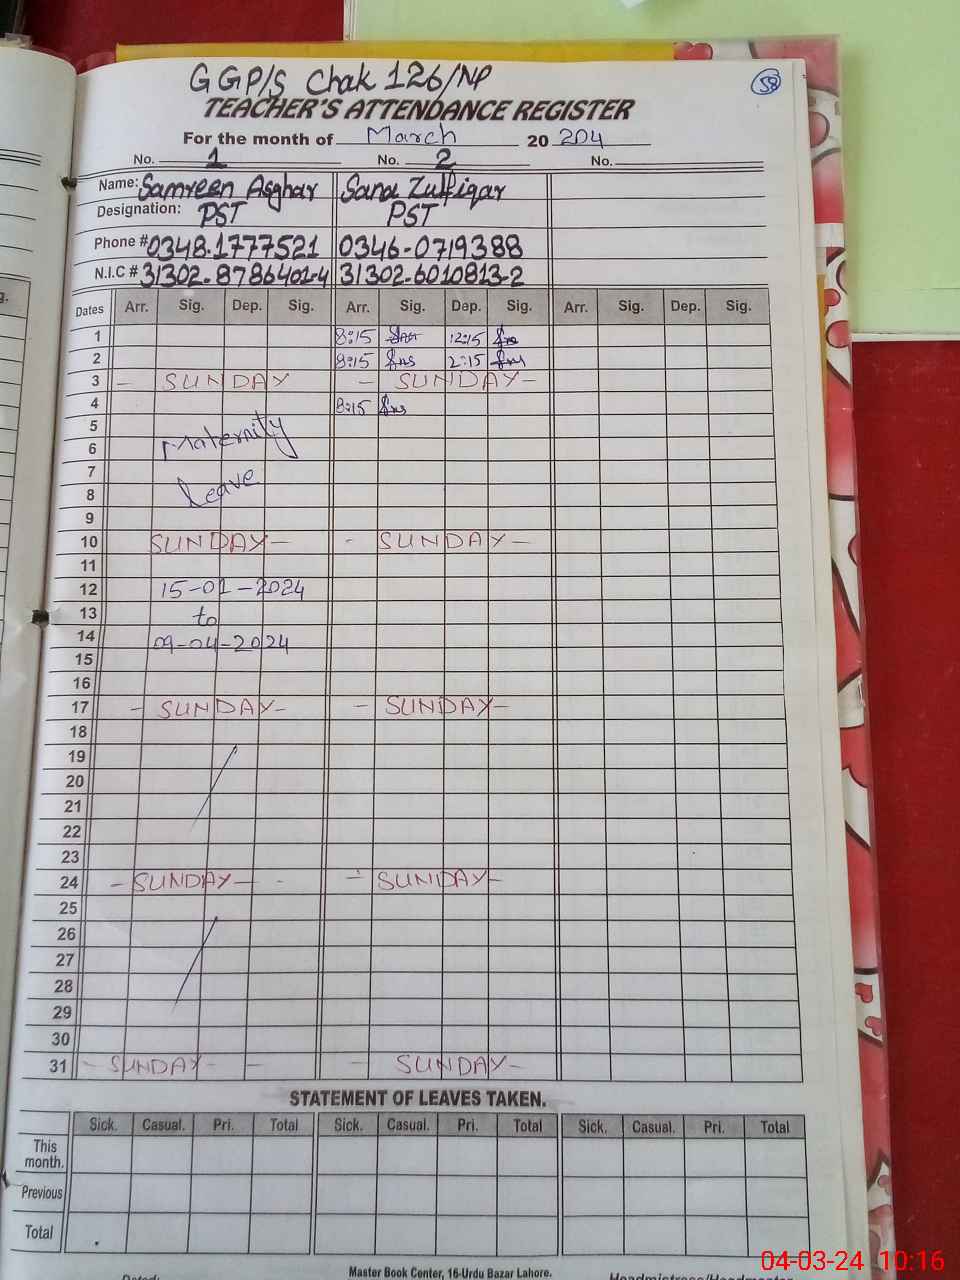 GGP/S Chak 126/NP
58
TEACHER'S ATTENDANCE REGISTER
For the month of March 20 204
No. 1 No. 2 No.
Name: Samreen Asghar Sana Zulfiqar
Designation: PST PST
Phone # 0348-1777521 0346-0719388
N.I.C # 31302-8786401-4 31302-6010813-2
Dates Arr. Sig. Dep. Sig. Arr. Sig. Dep. Sig. Arr. Sig. Dep. Sig.
1 8:15 12:15
2 8:15 2:15
3 - SUNDAY - SUNDAY -
4 8:15
5
6 Maternity
7
8 Leave
9
10 SUNDAY - - SUNDAY -
11
12 15-01-2024
13 to
14 09-04-2024
15
16
17 - SUNDAY - - SUNDAY -
18
19
20
21
22
23
24 - SUNDAY - - - SUNDAY -
25
26
27
28
29
30
31 - SUNDAY - - - SUNDAY -
STATEMENT OF LEAVES TAKEN.
Sick. Casual. Pri. Total Sick. Casual. Pri. Total Sick. Casual. Pri. Total
This
month.
Previous
Total
Master Book Center, 16-Urdu Bazar Lahore.
04-03-24 10:16